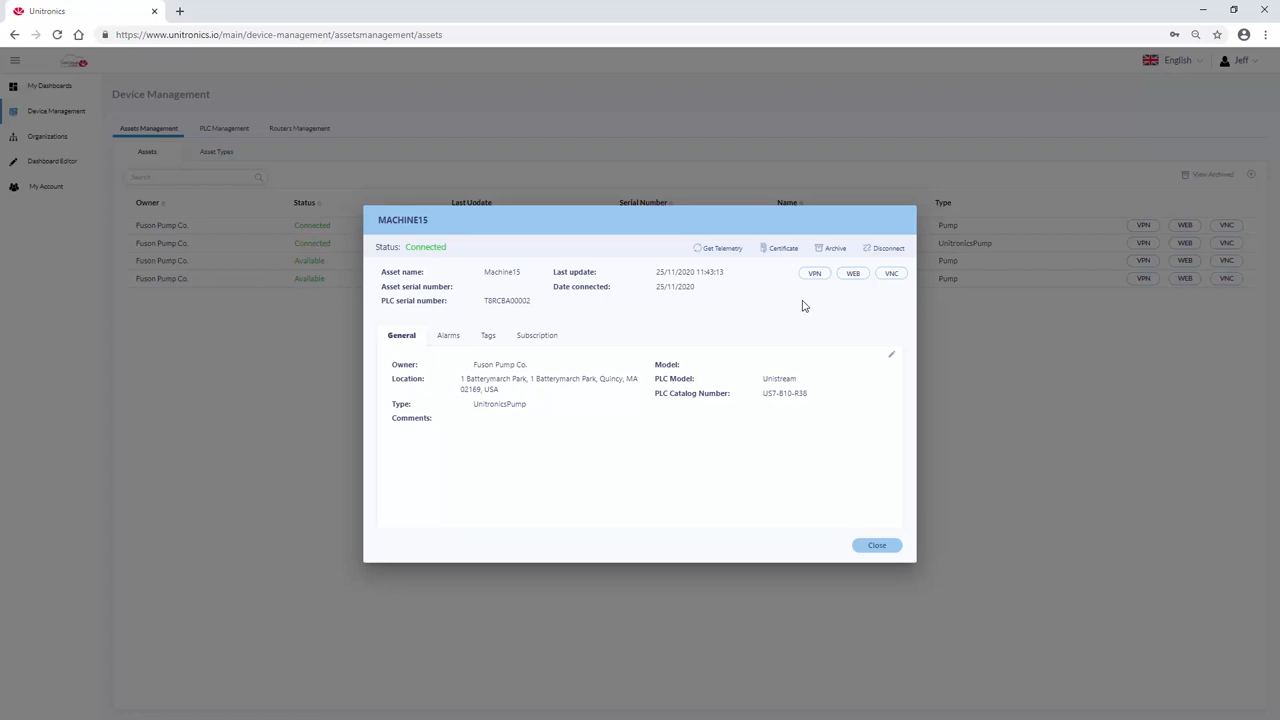 Unitronics
https://www.unitronics.io/main/device-management/assetsmanagement/assets
English
Jeff
My Dashboards
Device Management
Organizations
Dashboard Editor
My Account
Device Management
Assets Management PLC Management Routers Management
Assets Asset Types
Search
View Archived
Owner Status Last Update Serial Number Name Type
Fuson Pump Co. Connected Pump VPN WEB VNC
Fuson Pump Co. Connected UnitronicsPump VPN WEB VNC
Fuson Pump Co. Available Pump VPN WEB VNC
Fuson Pump Co. Available Pump VPN WEB VNC
MACHINE15
Status: Connected Get Telemetry Certificate Archive Disconnect
Asset name: Machine15 Last update: 25/11/2020 11:43:13 VPN WEB VNC
Asset serial number: Date connected: 25/11/2020
PLC serial number: T8RCBA00002
General Alarms Tags Subscription
Owner: Fuson Pump Co. Model:
Location: 1 Batterymarch Park, 1 Batterymarch Park, Quincy, MA PLC Model: Unistream
02169, USA PLC Catalog Number: US7-B10-R38
Type: UnitronicsPump
Comments:
Close